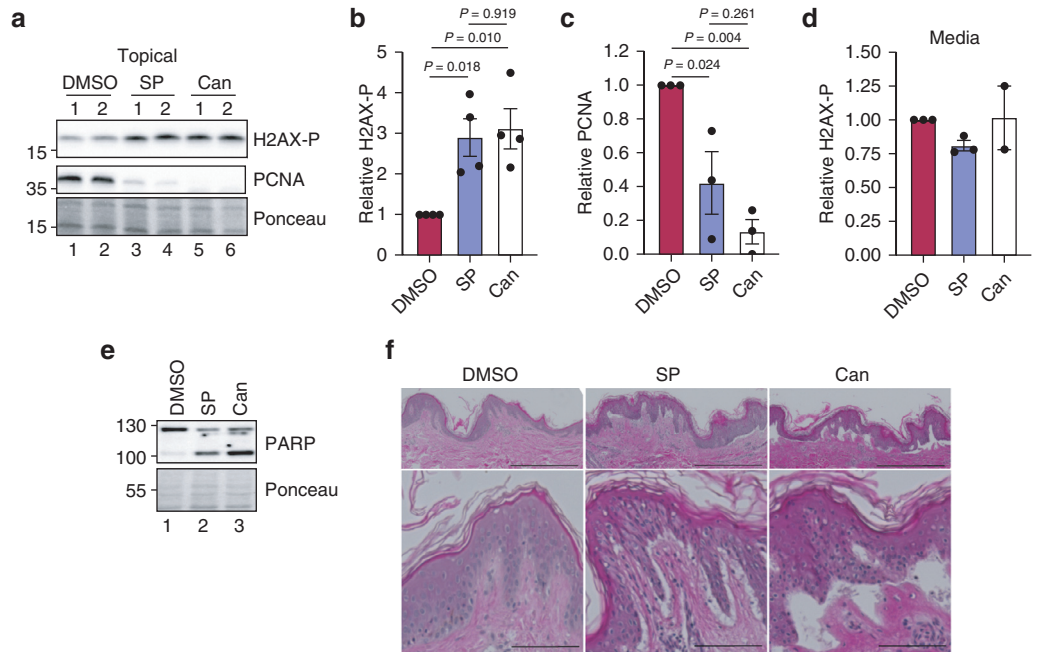 a
Topical
DMSO SP Can
1 2 1 2 1 2
H2AX-P
15
PCNA
35
Ponceau
15
1 2 3 4 5 6
b
P = 0.919
P = 0.010
P = 0.018
Relative H2AX-P
5
4
3
2
1
0
DMSO
SP
Can
c
P = 0.261
P = 0.004
P = 0.024
Relative PCNA
1.2
1.0
0.8
0.6
0.4
0.2
0.0
DMSO
SP
Can
d
Media
Relative H2AX-P
1.50
1.25
1.00
0.75
0.50
0.25
0.00
DMSO
SP
Can
e
DMSO
SP
Can
130
PARP
100
55
Ponceau
1 2 3
f
DMSO SP Can